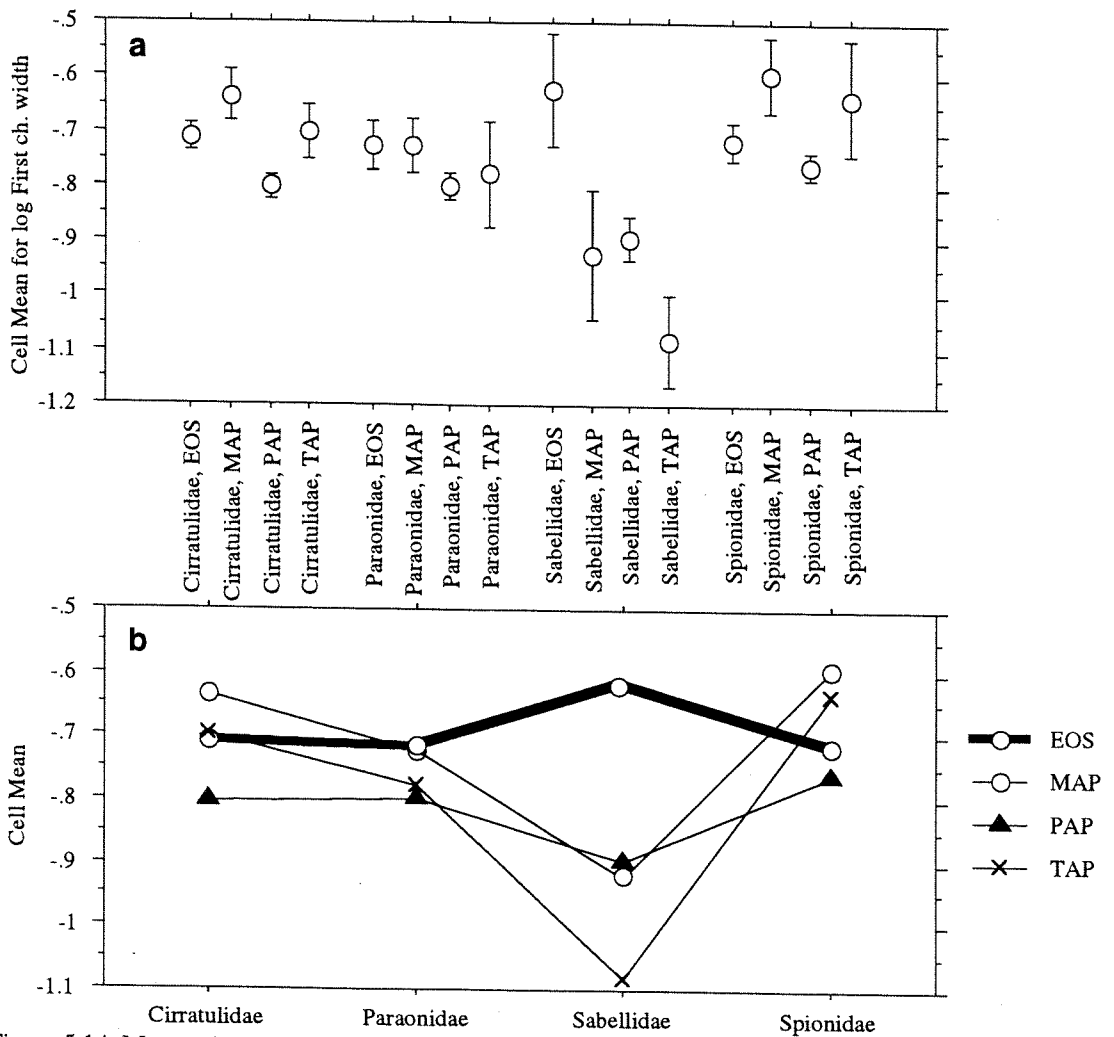 a
Cell Mean for log First ch. width
-.5
-.6
-.7
-.8
-.9
-1
-1.1
-1.2
Cirratulidae, EOS
Cirratulidae, MAP
Cirratulidae, PAP
Cirratulidae, TAP
Paraonidae, EOS
Paraonidae, MAP
Paraonidae, PAP
Paraonidae, TAP
Sabellidae, EOS
Sabellidae, MAP
Sabellidae, PAP
Sabellidae, TAP
Spionidae, EOS
Spionidae, MAP
Spionidae, PAP
Spionidae, TAP
b
Cell Mean
-.5
-.6
-.7
-.8
-.9
-1
-1.1
Cirratulidae
Paraonidae
Sabellidae
Spionidae
EOS
MAP
PAP
TAP